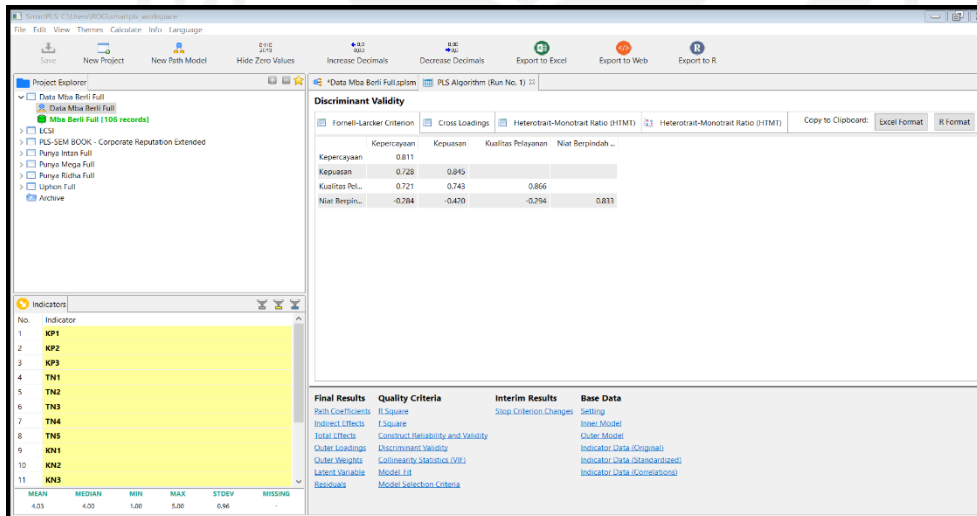 SmartPLS: C:\Users\ROG\smartpls_workspace
File Edit View Themes Calculate Info Language
Save New Project New Path Model Hide Zero Values Increase Decimals Decrease Decimals Export to Excel Export to Web Export to R
Project Explorer
Data Mba Berli Full
Data Mba Berli Full
Mba Berli Full [106 records]
ECSI
PLS-SEM BOOK - Corporate Reputation Extended
Punya Intan Full
Punya Mega Full
Punya Ridha Full
Uphon Full
Archive
Indicators
No. Indicator
1 KP1
2 KP2
3 KP3
4 TN1
5 TN2
6 TN3
7 TN4
8 TN5
9 KN1
10 KN2
11 KN3
MEAN MEDIAN MIN MAX STDEV MISSING
4.03 4.00 1.00 5.00 0.96 -
*Data Mba Berli Full.splsm PLS Algorithm (Run No. 1)
Discriminant Validity
Fornell-Larcker Criterion Cross Loadings Heterotrait-Monotrait Ratio (HTMT) Heterotrait-Monotrait Ratio (HTMT) Copy to Clipboard: Excel Format R Format
Kepercayaan Kepuasan Kualitas Pelayanan Niat Berpindah ...
Kepercayaan 0.811
Kepuasan 0.728 0.845
Kualitas Pel... 0.721 0.743 0.866
Niat Berpin... -0.284 -0.420 -0.294 0.833
Final Results Quality Criteria Interim Results Base Data
Path Coefficients R Square Stop Criterion Changes Setting
Indirect Effects f Square Inner Model
Total Effects Construct Reliability and Validity Outer Model
Outer Loadings Discriminant Validity Indicator Data (Original)
Outer Weights Collinearity Statistics (VIF) Indicator Data (Standardized)
Latent Variable Model_Fit Indicator Data (Correlations)
Residuals Model Selection Criteria